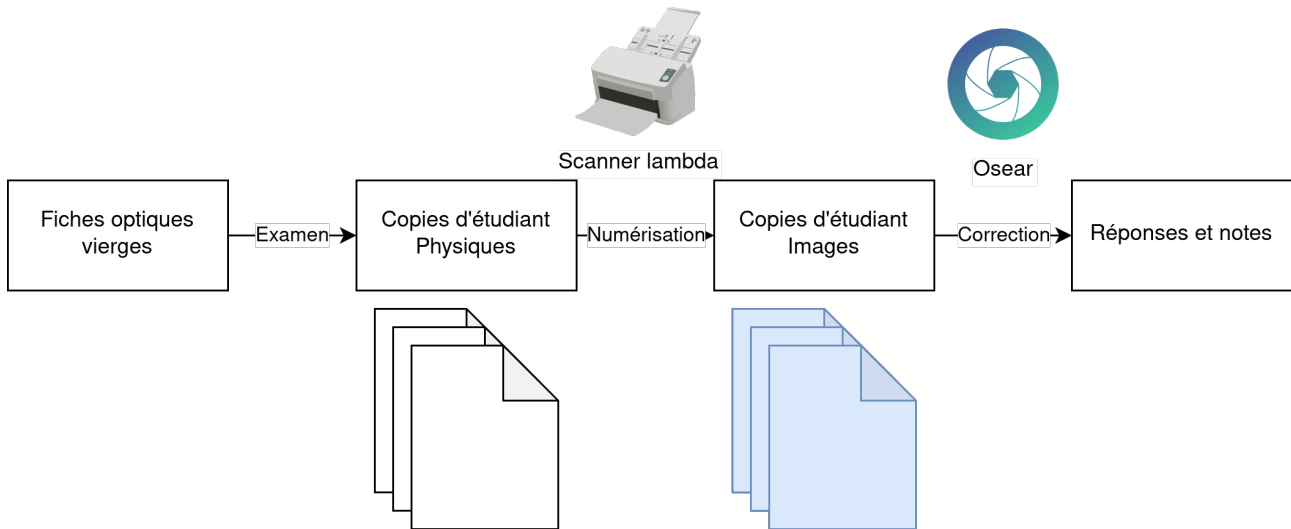 Scanner lambda
Osear
Fiches optiques
vierges
Examen
Copies d'étudiant
Physiques
Numérisation
Copies d'étudiant
Images
Correction
Réponses et notes